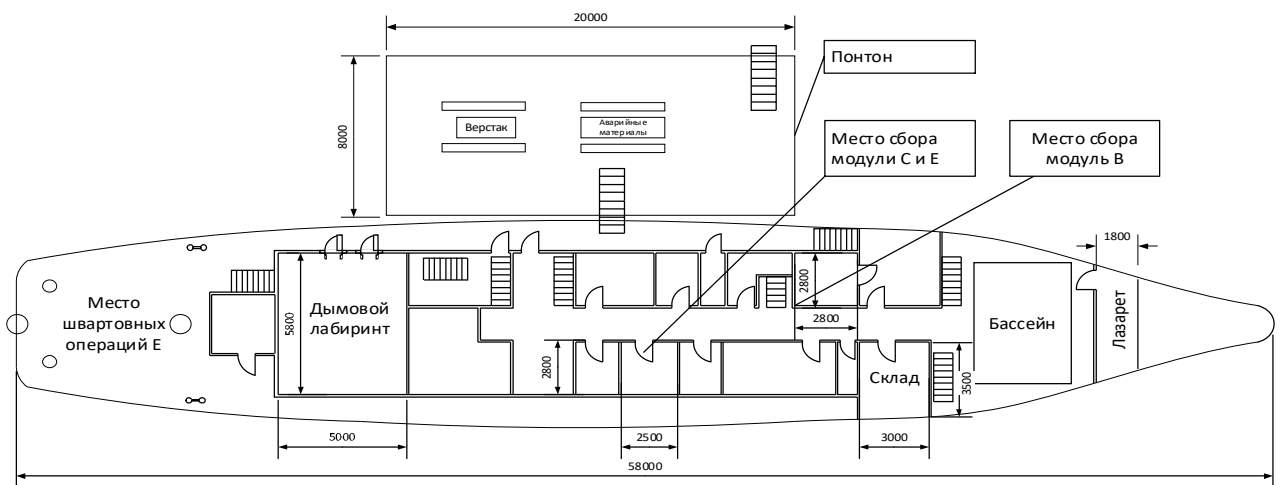 20000
Понтон
8000
Верстак
Аварийные
материалы
Место сбора
модули С и Е
Место сбора
модуль В
1800
Место
швартовных
операций Е
Дымовой
лабиринт
5800
2800
2800
2800
Бассейн
Лазарет
Склад
3500
5000
2500
3000
58000